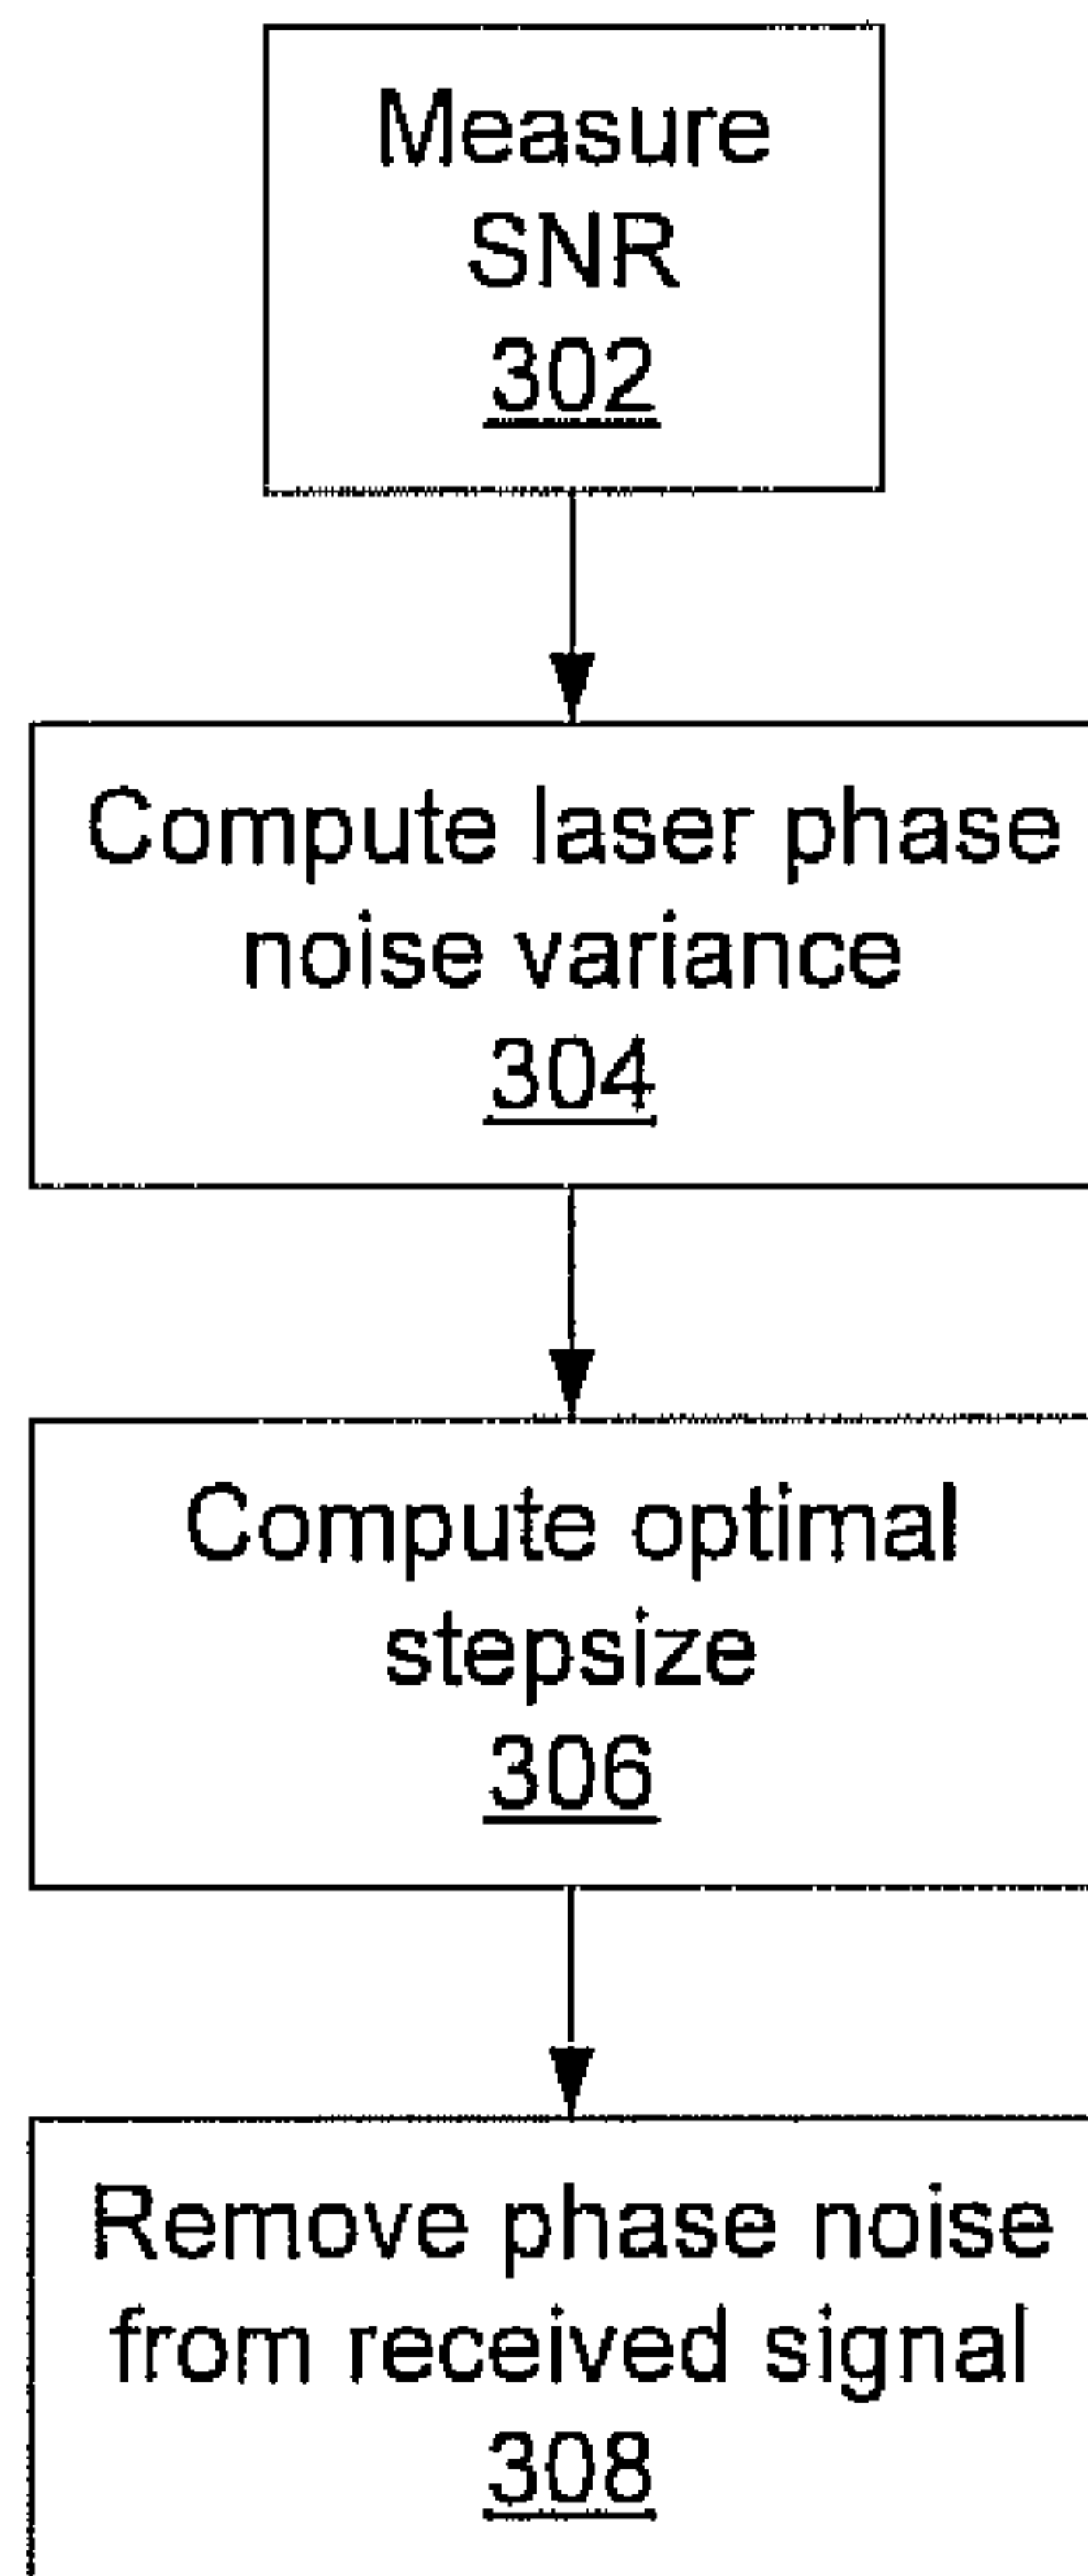 Measure
SNR
302
Compute laser phase
noise variance
304
Compute optimal
stepsize
306
Remove phase noise
from received signal
308